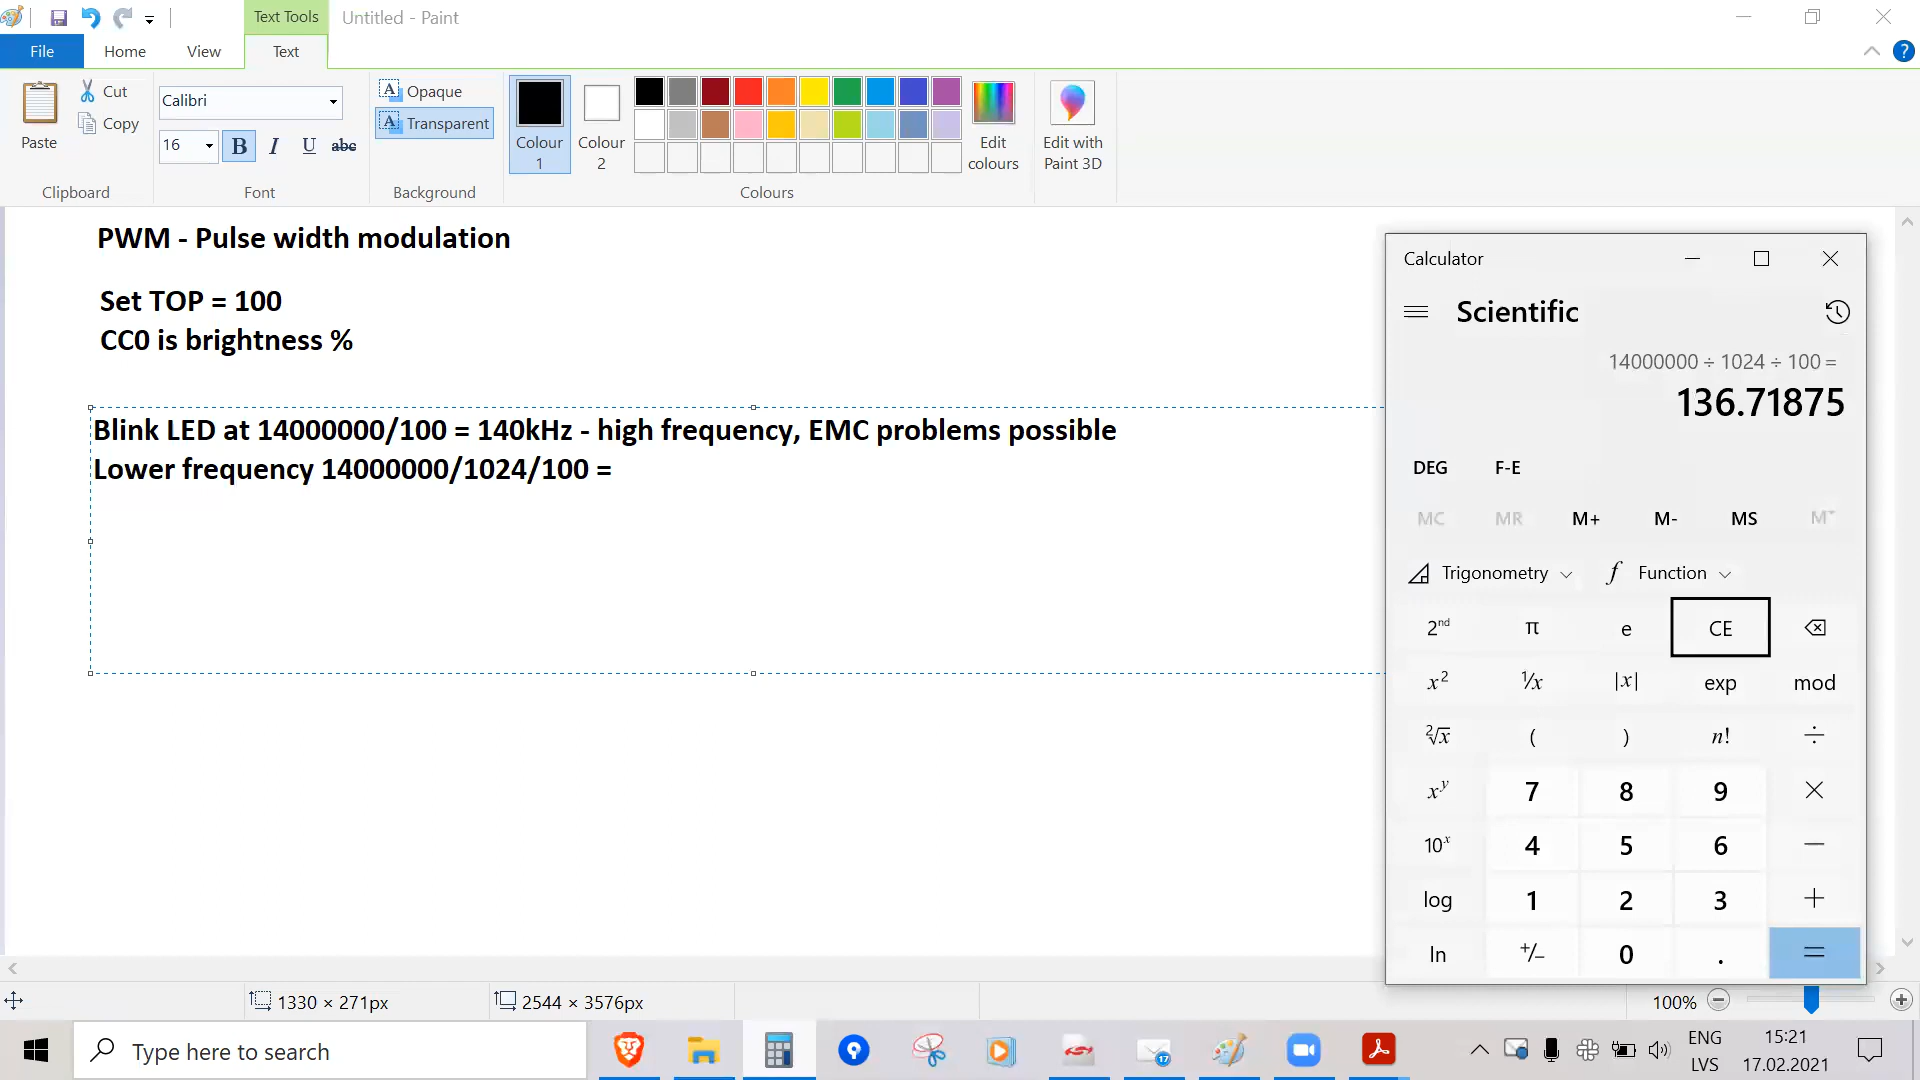 Text Tools
Untitled - Paint
File
Home
View
Text
Paste
Cut
Copy
Clipboard
Calibri
16
B
I
U
abc
Font
Opaque
Transparent
Background
Colour 1
Colour 2
Edit colours
Edit with Paint 3D
Colours
PWM - Pulse width modulation
Set TOP = 100
CC0 is brightness %
Blink LED at 14000000/100 = 140kHz - high frequency, EMC problems possible
Lower frequency 14000000/1024/100 =
Calculator
Scientific
14000000 ÷ 1024 ÷ 100 =
136.71875
DEG
F-E
MC
MR
M+
M-
MS
M˅
Trigonometry
f Function
2nd
π
e
CE
x²
¹/x
|x|
exp
mod
²√x
(
)
n!
÷
xʸ
7
8
9
×
10ˣ
4
5
6
−
log
1
2
3
+
ln
+/−
0
.
=
1330 × 271px
2544 × 3576px
100%
Type here to search
17
ENG
LVS
15:21
17.02.2021